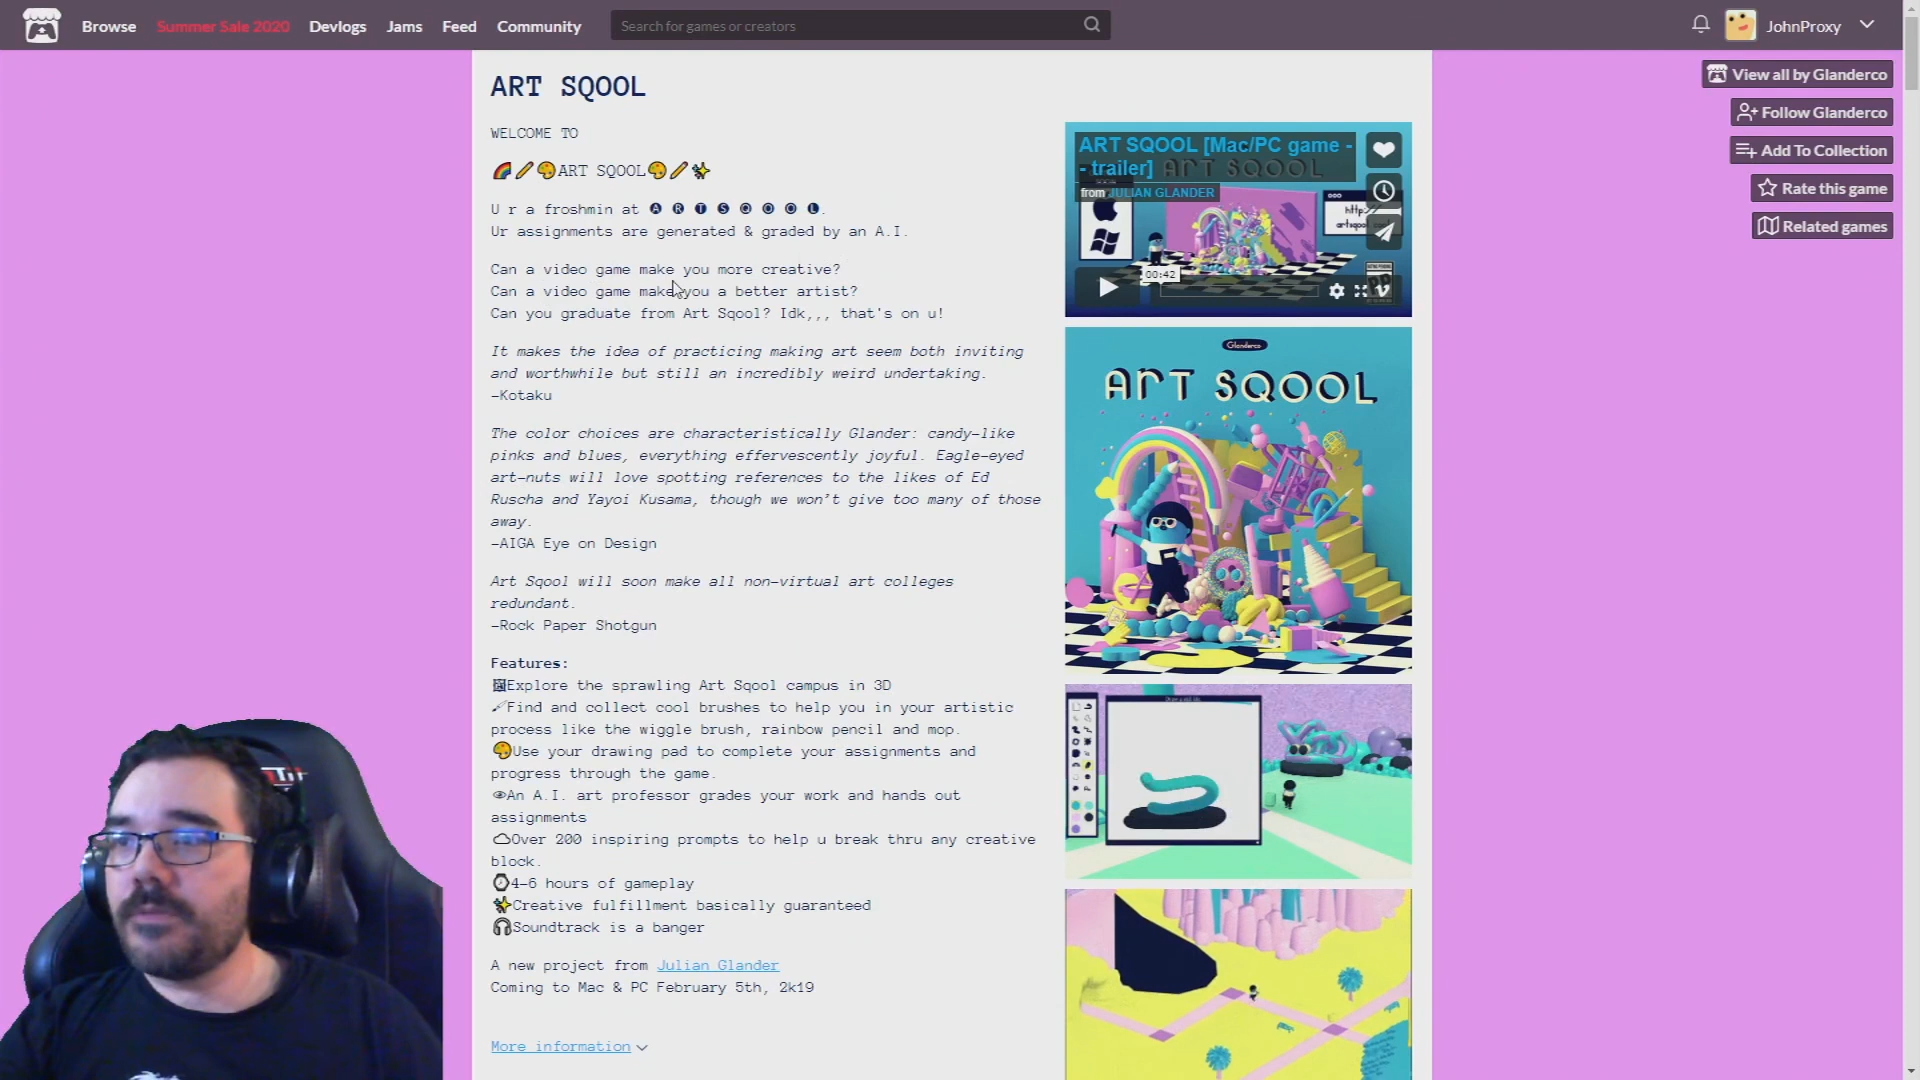 Browse
Summer Sale 2020
Devlogs
Jams
Feed
Community
Search for games or creators
JohnProxy
View all by Glanderco
Follow Glanderco
Add To Collection
Rate this game
Related games
ART SQOOL
WELCOME TO
🌈🖍🎨ART SQOOL🎨🖍✨
U r a froshmin at 🅐 🅡 🅣 🅢 🅠 🅞 🅞 🅛.
Ur assignments are generated & graded by an A.I.
Can a video game make you more creative?
Can a video game make you a better artist?
Can you graduate from Art Sqool? Idk,,, that's on u!
It makes the idea of practicing making art seem both inviting
and worthwhile but still an incredibly weird undertaking.
-Kotaku
The color choices are characteristically Glander: candy-like
pinks and blues, everything effervescently joyful. Eagle-eyed
art-nuts will love spotting references to the likes of Ed
Ruscha and Yayoi Kusama, though we won't give too many of those
away.
-AIGA Eye on Design
Art Sqool will soon make all non-virtual art colleges
redundant.
-Rock Paper Shotgun
Features:
🖼Explore the sprawling Art Sqool campus in 3D
🖌Find and collect cool brushes to help you in your artistic
process like the wiggle brush, rainbow pencil and mop.
🎨Use your drawing pad to complete your assignments and
progress through the game.
👁An A.I. art professor grades your work and hands out
assignments
☁Over 200 inspiring prompts to help u break thru any creative
block.
⌚4-6 hours of gameplay
✨Creative fulfillment basically guaranteed
🎧Soundtrack is a banger
A new project from Julian Glander
Coming to Mac & PC February 5th, 2k19
More information
ART SQOOL [Mac/PC game -
- trailer]
ART SQOOL
from JULIAN GLANDER
http://
00:42
Glanderco
ART SQOOL